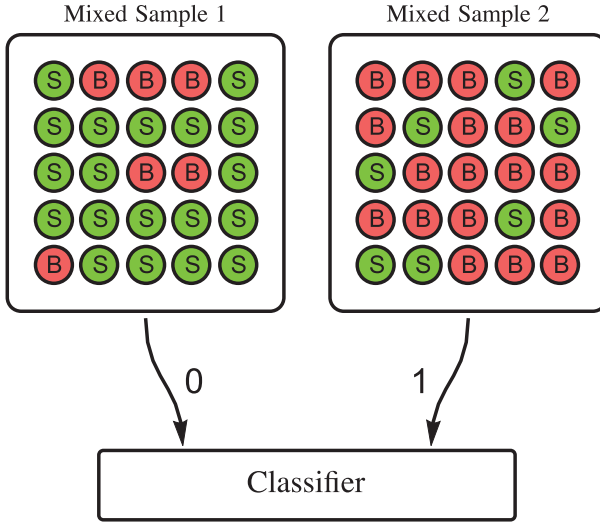 Mixed Sample 1 Mixed Sample 2
S B B B S B B B S B
S S S S S B S B B S
S S B B S S B B B B
S S S S S B B B S B
B S S S S S S B B B
0 1
Classifier